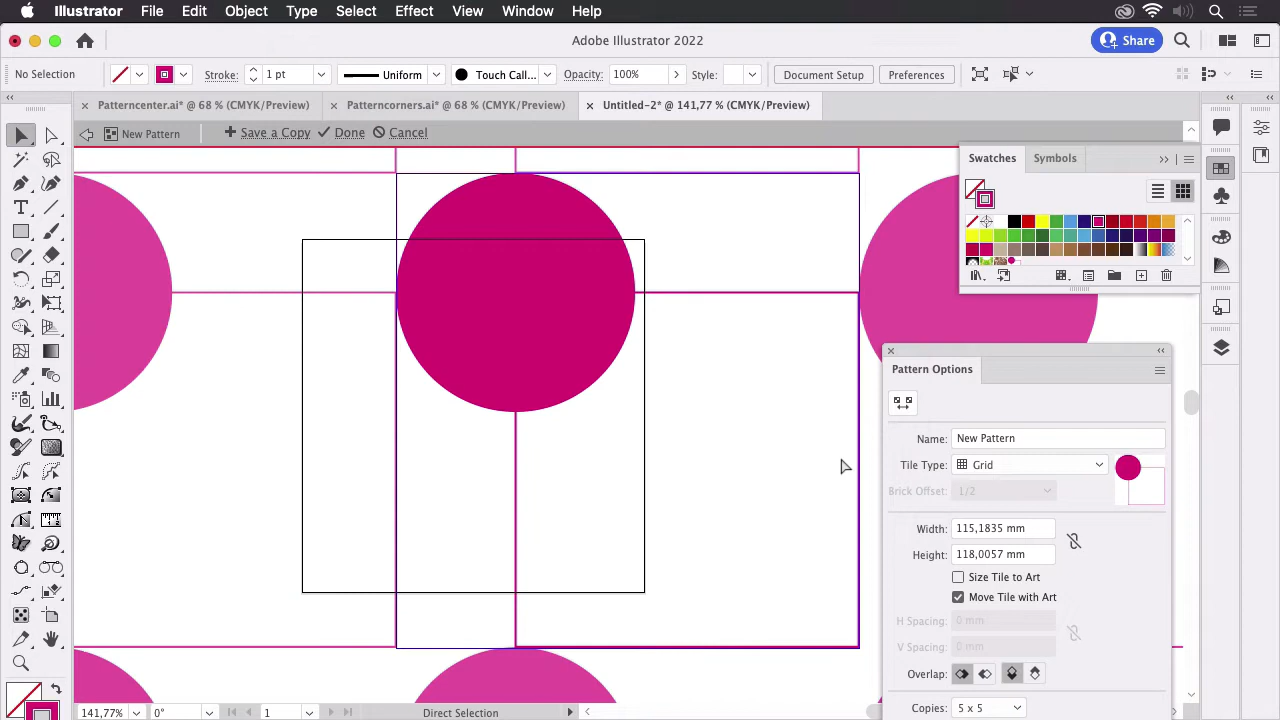 Illustrator File Edit Object Type Select Effect View Window Help
Adobe Illustrator 2022
Share
No Selection
Stroke:
1 pt
Uniform
Touch Call...
Opacity:
100%
Style:
Document Setup
Preferences
Patterncenter.ai* @ 68 % (CMYK/Preview)
Patterncorners.ai* @ 68 % (CMYK/Preview)
Untitled-2* @ 141,77 % (CMYK/Preview)
New Pattern
Save a Copy
Done
Cancel
Swatches
Symbols
Pattern Options
Name: New Pattern
Tile Type: Grid
Brick Offset: 1/2
Width: 115,1835 mm
Height: 118,0057 mm
Size Tile to Art
Move Tile with Art
H Spacing: 0 mm
V Spacing: 0 mm
Overlap:
Copies: 5 x 5
141,77%
0°
1
Direct Selection